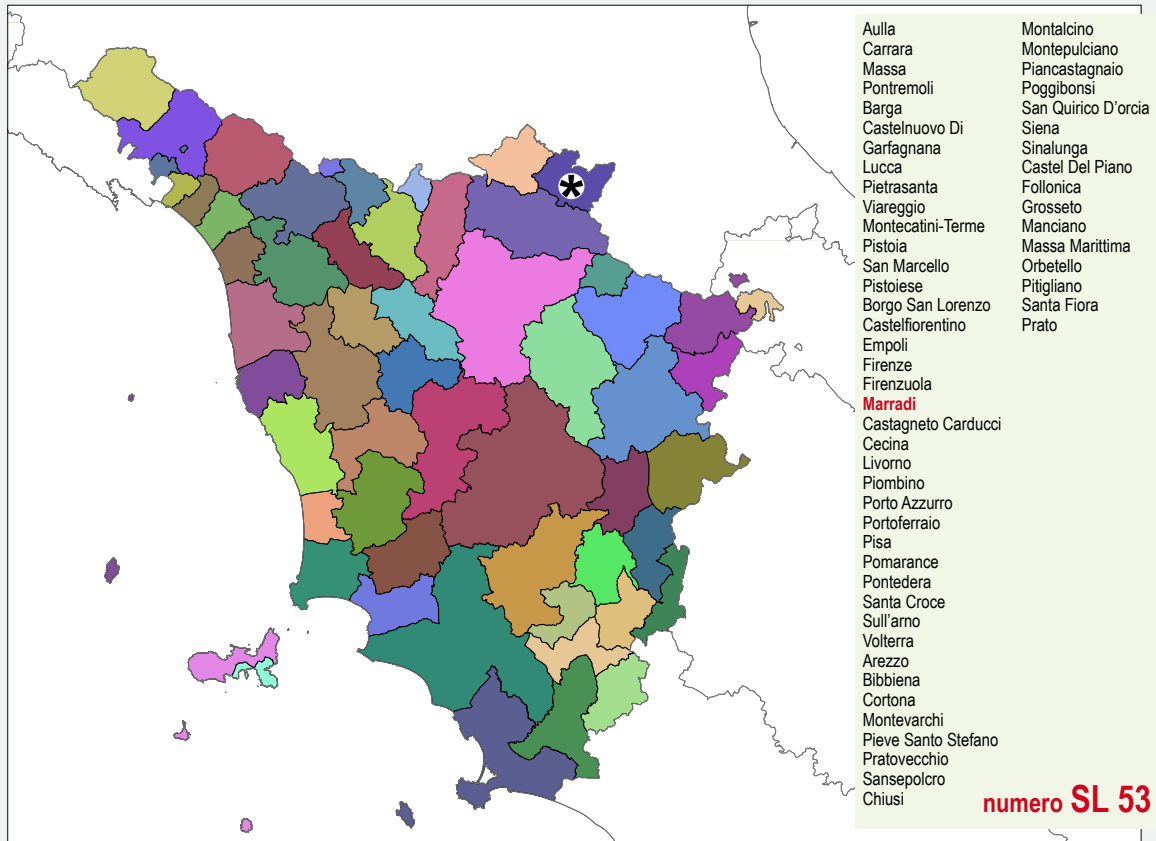 Aulla
Carrara
Massa
Pontremoli
Barga
Castelnuovo Di
Garfagnana
Lucca
Pietrasanta
Viareggio
Montecatini-Terme
Pistoia
San Marcello
Pistoiese
Borgo San Lorenzo
Castelfiorentino
Empoli
Firenze
Firenzuola
Marradi
Castagneto Carducci
Cecina
Livorno
Piombino
Porto Azzurro
Portoferraio
Pisa
Pomarance
Pontedera
Santa Croce
Sull'arno
Volterra
Arezzo
Bibbiena
Cortona
Montevarchi
Pieve Santo Stefano
Pratovecchio
Sansepolcro
Chiusi
Montalcino
Montepulciano
Piancastagnaio
Poggibonsi
San Quirico D'orcia
Siena
Sinalunga
Castel Del Piano
Follonica
Grosseto
Manciano
Massa Marittima
Orbetello
Pitigliano
Santa Fiora
Prato
numero SL 53
*